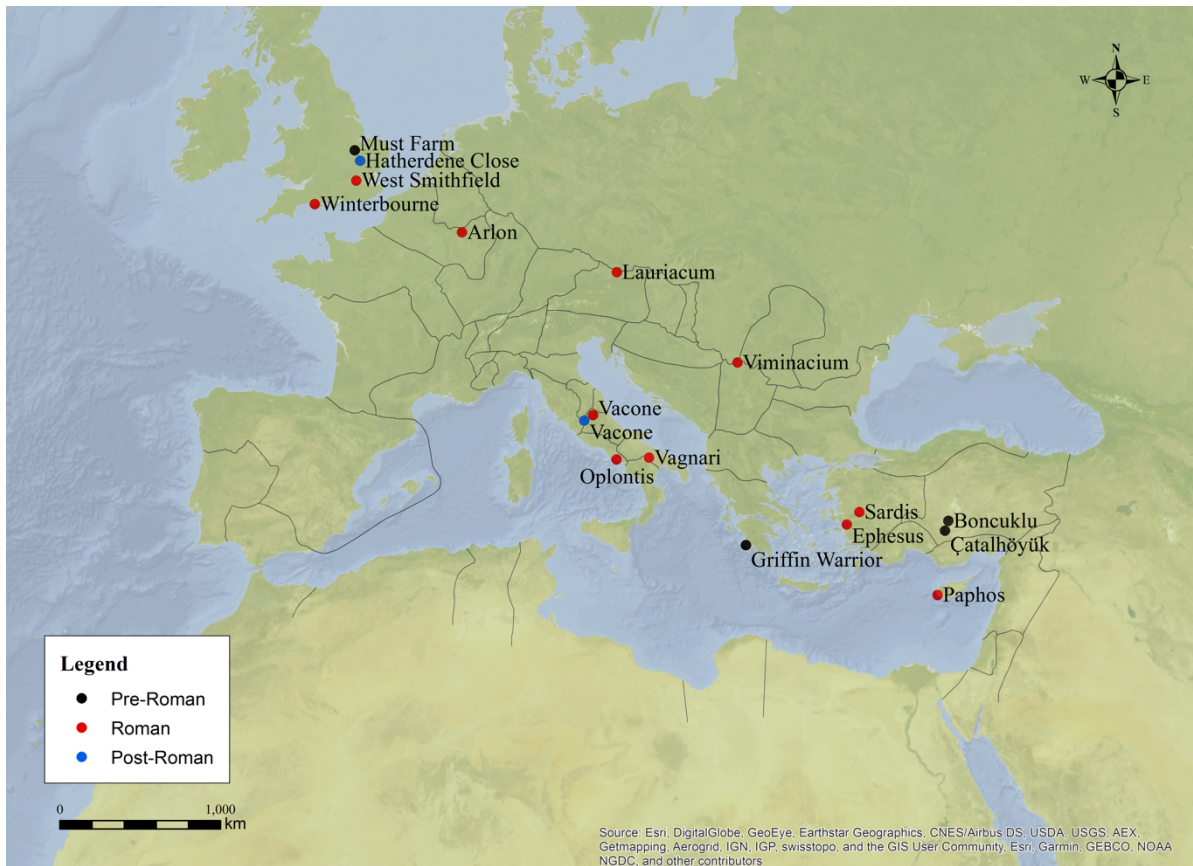 N
W E
S
Must Farm
Hatherdene Close
West Smithfield
Winterbourne
Arlon
Lauriacum
Viminacium
Vacone
Vacone
Vagnari
Oplontis
Sardis
Ephesus
Boncuklu
Çatalhöyük
Griffin Warrior
Paphos
Legend
Pre-Roman
Roman
Post-Roman
0 1,000
km
Source: Esri, DigitalGlobe, GeoEye, Earthstar Geographics, CNES/Airbus DS, USDA, USGS, AEX,
Getmapping, Aerogrid, IGN, IGP, swisstopo, and the GIS User Community, Esri, Garmin, GEBCO, NOAA
NGDC, and other contributors